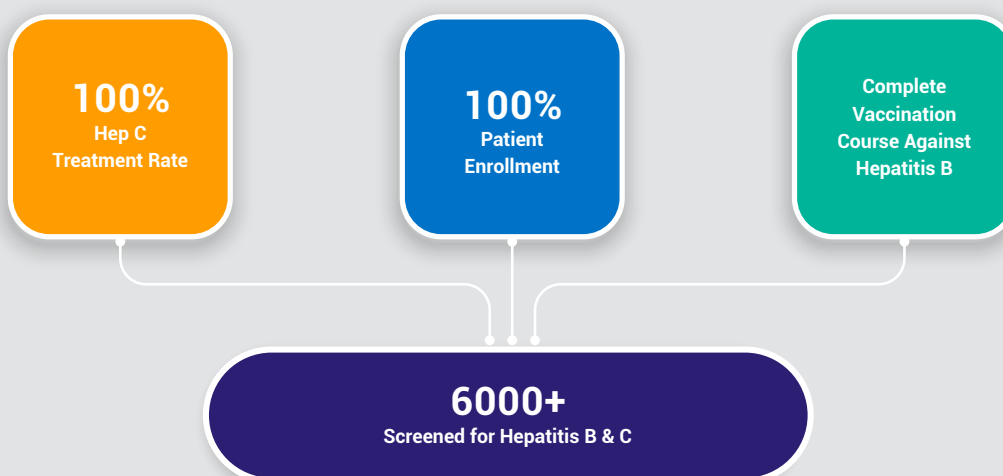 100%
Hep C
Treatment Rate
100%
Patient
Enrollment
Complete
Vaccination
Course Against
Hepatitis B
6000+
Screened for Hepatitis B & C